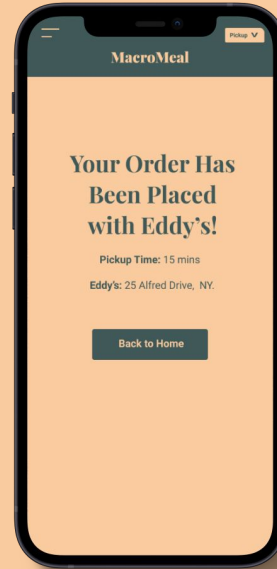 Pickup
MacroMeal
Your Order Has
Been Placed
with Eddy's!
Pickup Time: 15 mins
Eddy's: 25 Alfred Drive, NY.
Back to Home